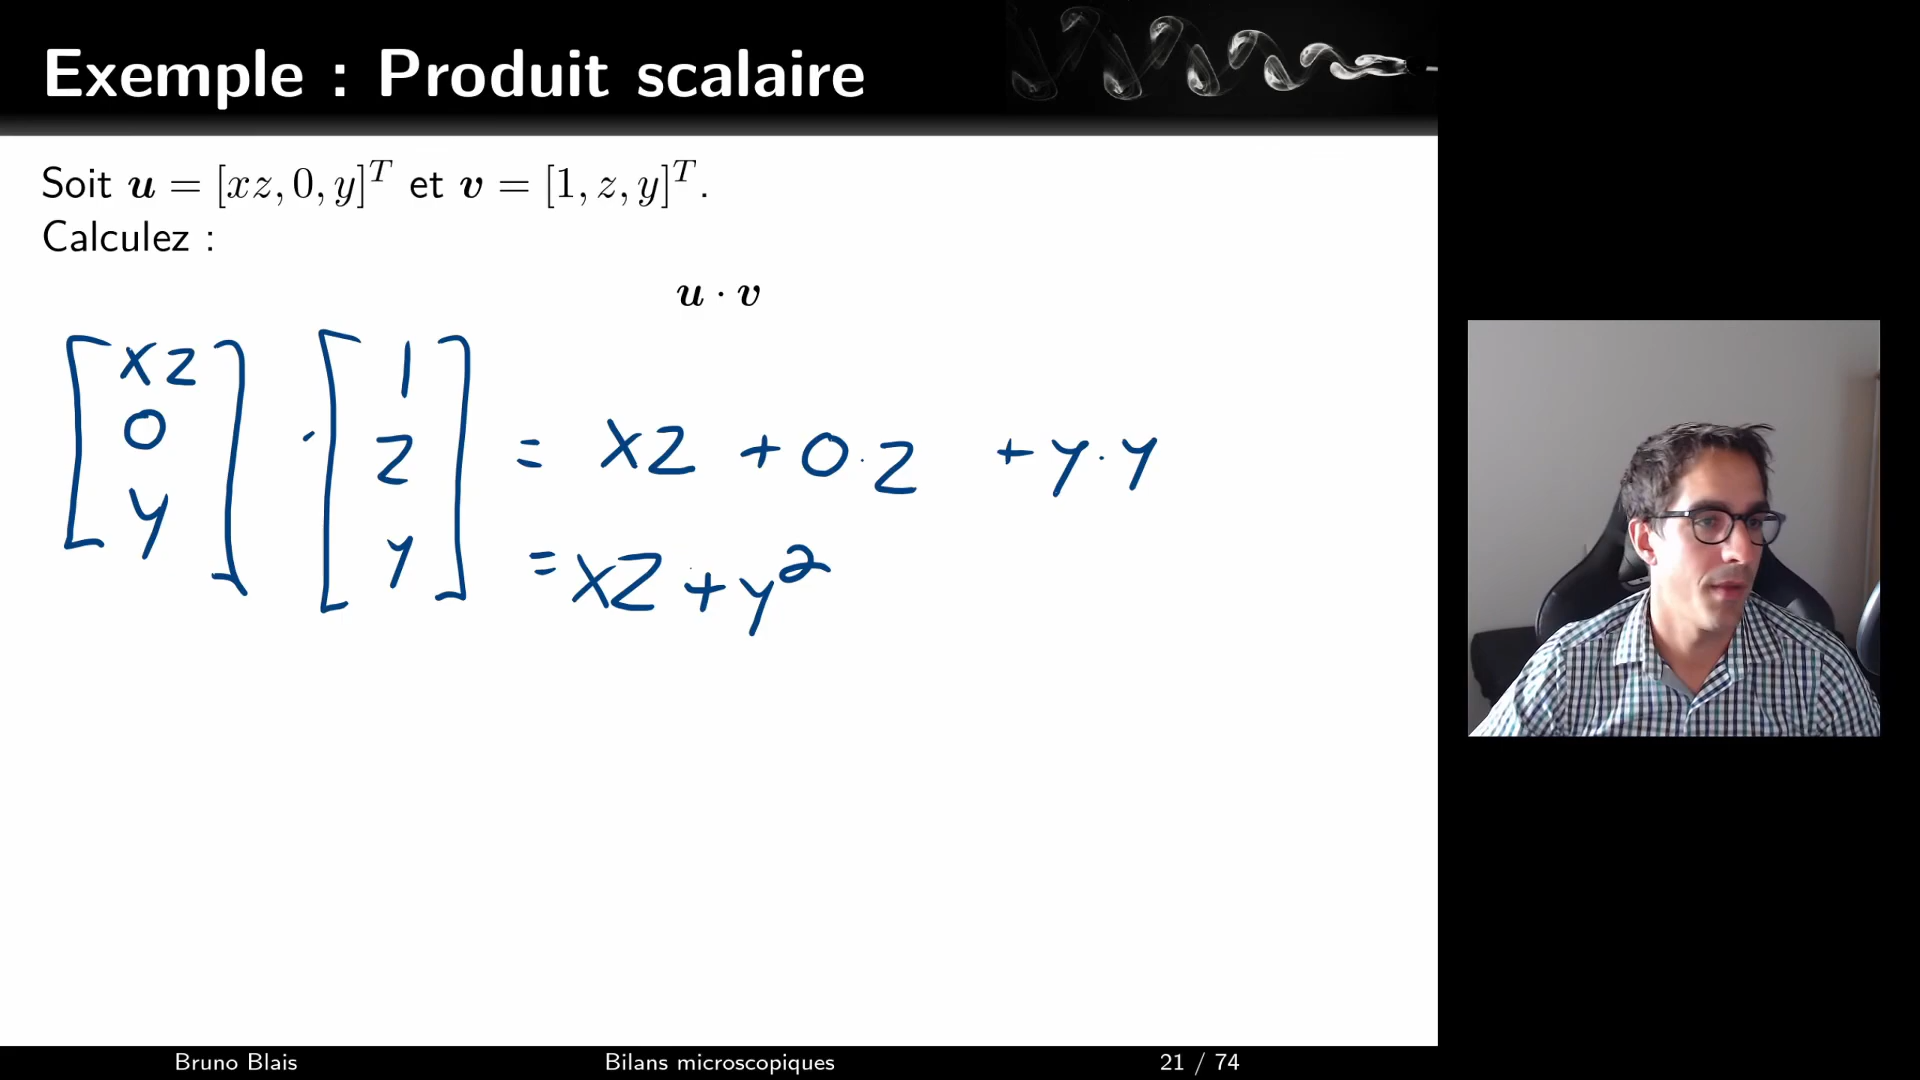 Exemple : Produit scalaire
Soit u = [xz, 0, y]^T et v = [1, z, y]^T.
Calculez :
u · v
[xz 0 y] · [1 z y] = xz + 0·z + y·y
= xz + y²
Bruno Blais Bilans microscopiques 21 / 74